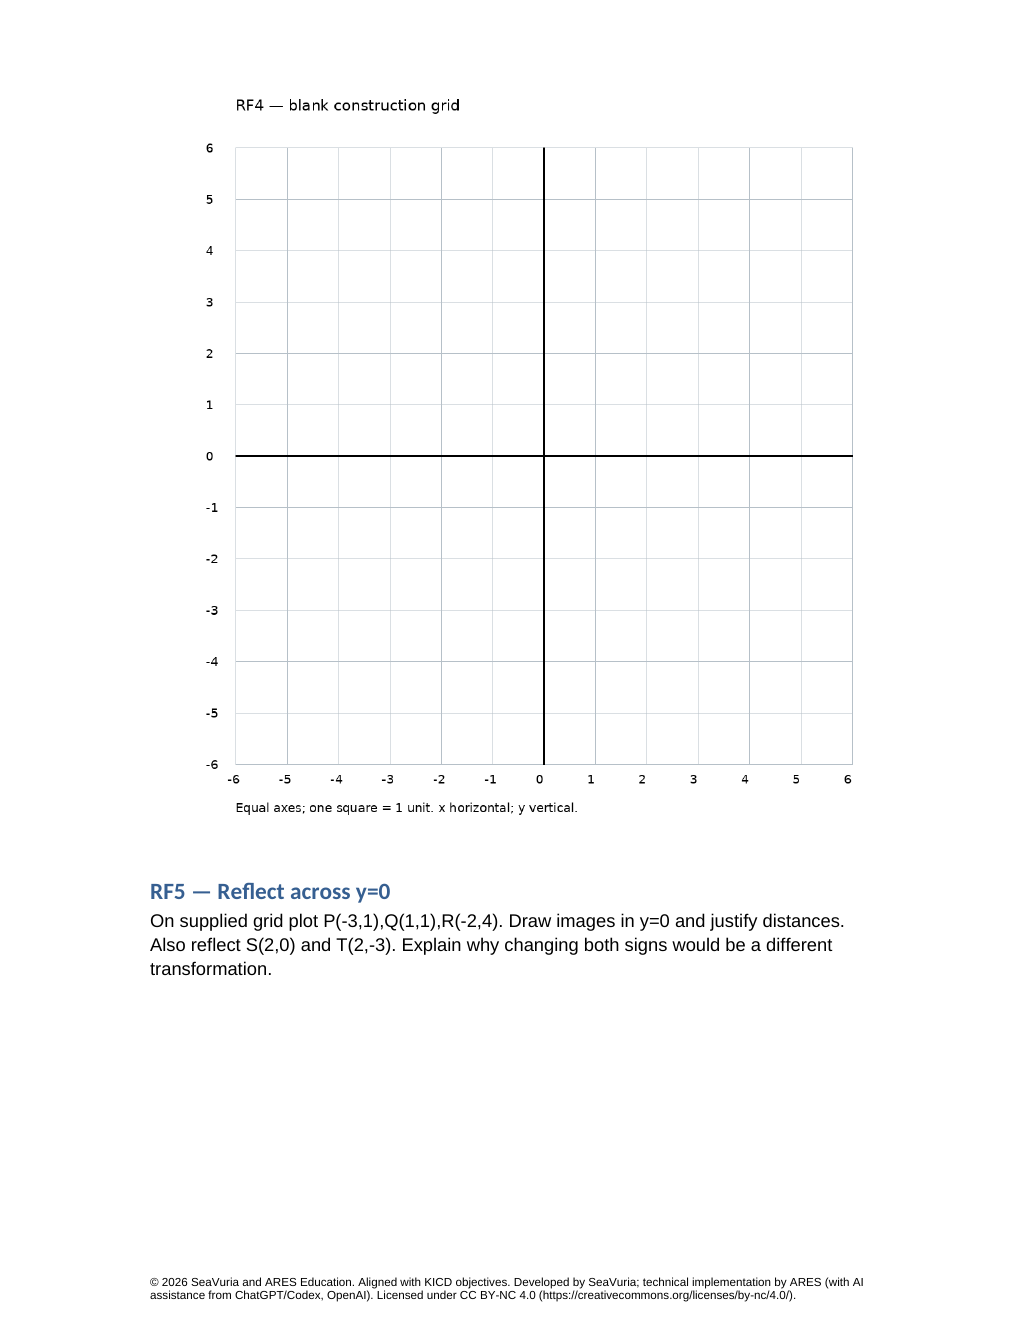 RF4 — blank construction grid
6
5
4
3
2
1
0
-1
-2
-3
-4
-5
-6
-6 -5 -4 -3 -2 -1 0 1 2 3 4 5 6
Equal axes; one square = 1 unit. x horizontal; y vertical.
RF5 — Reflect across y=0
On supplied grid plot P(-3,1),Q(1,1),R(-2,4). Draw images in y=0 and justify distances.
Also reflect S(2,0) and T(2,-3). Explain why changing both signs would be a different
transformation.
© 2026 SeaVuria and ARES Education. Aligned with KICD objectives. Developed by SeaVuria; technical implementation by ARES (with AI
assistance from ChatGPT/Codex, OpenAI). Licensed under CC BY-NC 4.0 (https://creativecommons.org/licenses/by-nc/4.0/).